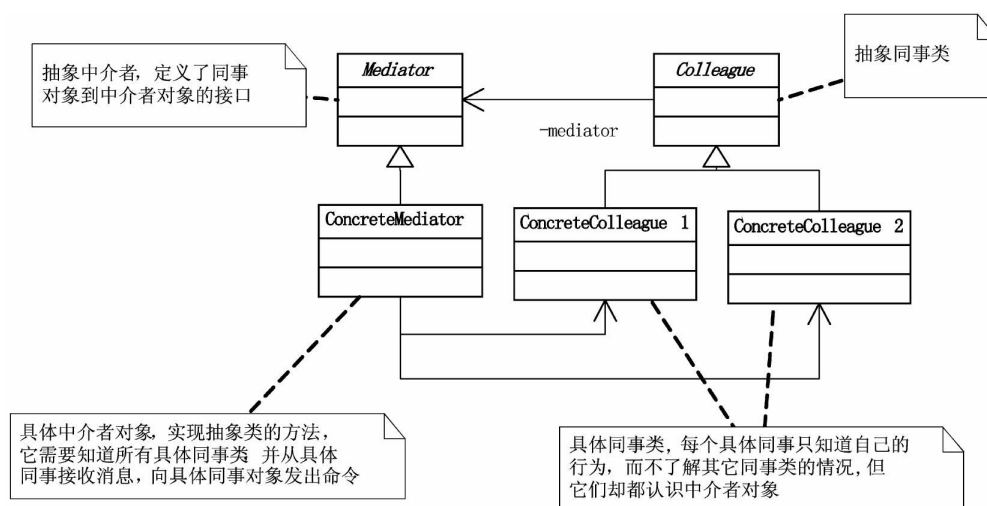 抽象中介者, 定义了同事
对象到中介者对象的接口
Mediator
Colleague
抽象同事类
-mediator
ConcreteMediator
ConcreteColleague 1
ConcreteColleague 2
具体中介者对象, 实现抽象类的方法,
它需要知道所有具体同事类 并从具体
同事接收消息, 向具体同事对象发出命令
具体同事类, 每个具体同事只知道自己的
行为, 而不了解其它同事类的情况, 但
它们却都认识中介者对象